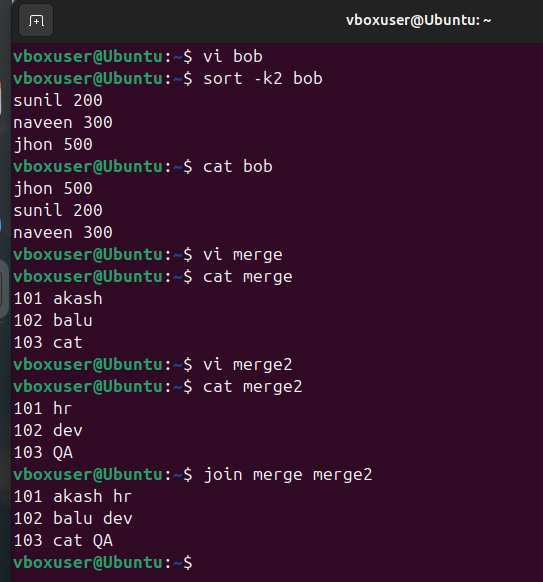 vboxuser@Ubuntu: ~
vboxuser@Ubuntu:~$ vi bob
vboxuser@Ubuntu:~$ sort -k2 bob
sunil 200
naveen 300
jhon 500
vboxuser@Ubuntu:~$ cat bob
jhon 500
sunil 200
naveen 300
vboxuser@Ubuntu:~$ vi merge
vboxuser@Ubuntu:~$ cat merge
101 akash
102 balu
103 cat
vboxuser@Ubuntu:~$ vi merge2
vboxuser@Ubuntu:~$ cat merge2
101 hr
102 dev
103 QA
vboxuser@Ubuntu:~$ join merge merge2
101 akash hr
102 balu dev
103 cat QA
vboxuser@Ubuntu:~$